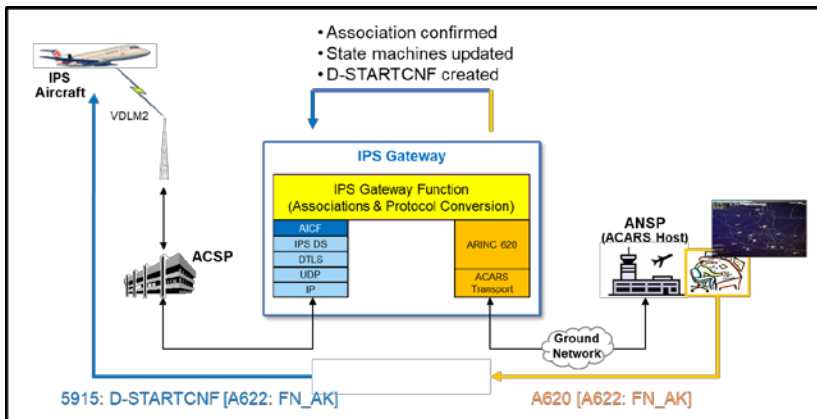 • Association confirmed
• State machines updated
• D-STARTCNF created
IPS
Aircraft
VDLM2
IPS Gateway
IPS Gateway Function
(Associations & Protocol Conversion)
AICF
IPS DS
DTLS
UDP
IP
ARINC 620
ACARS
Transport
ACSP
ANSP
(ACARS Host)
Ground
Network
5915: D-STARTCNF [A622: FN_AK]
A620 [A622: FN_AK]